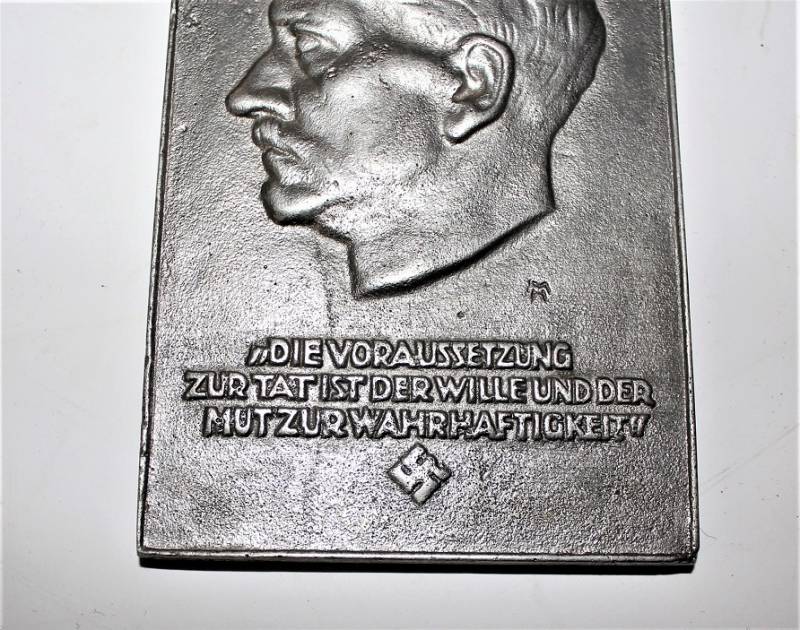 „DIE VORAUSSETZUNG
ZUR TAT IST DER WILLE UND DER
MUT ZUR WAHRHAFTIGKEIT"